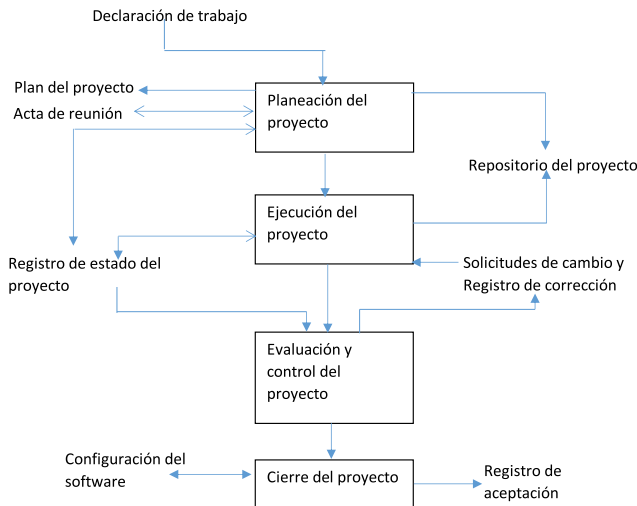 Declaración de trabajo
Plan del proyecto
Acta de reunión
Planeación del
proyecto
Repositorio del proyecto
Ejecución del
proyecto
Registro de estado del
proyecto
Solicitudes de cambio y
Registro de corrección
Evaluación y
control del
proyecto
Configuración del
software
Cierre del proyecto
Registro de
aceptación